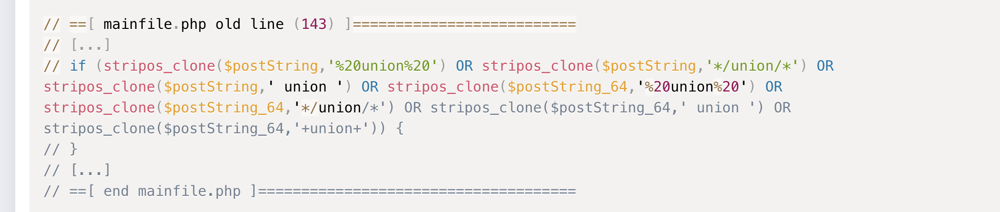 // ==[ mainfile.php old line (143) ]==========================
// [...]
// if (stripos_clone($postString,'%20union%20') OR stripos_clone($postString,'*/union/*') OR
stripos_clone($postString,' union ') OR stripos_clone($postString_64,'%20union%20') OR
stripos_clone($postString_64,'*/union/*') OR stripos_clone($postString_64,' union ') OR
stripos_clone($postString_64,'+union+')) {
// }
// [...]
// ==[ end mainfile.php ]=====================================